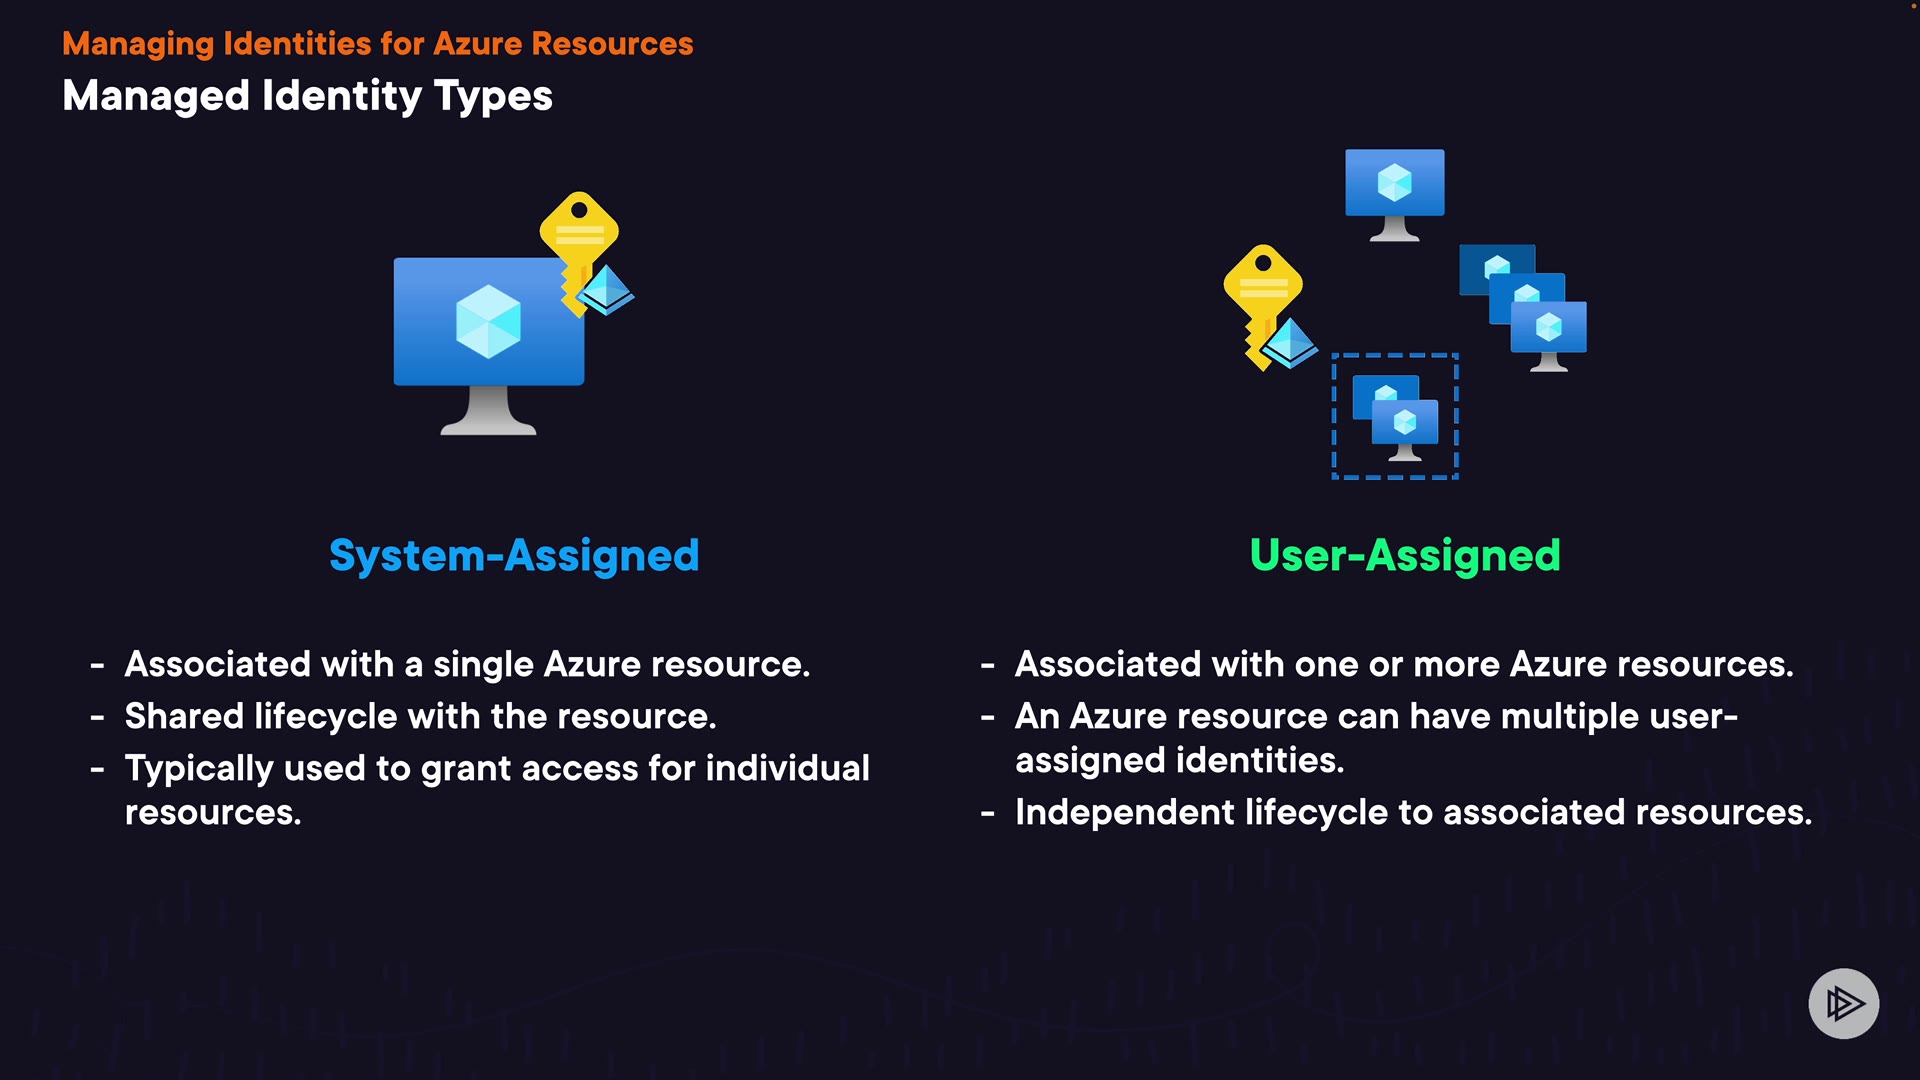 Managing Identities for Azure Resources
Managed Identity Types
System-Assigned
- Associated with a single Azure resource.
- Shared lifecycle with the resource.
- Typically used to grant access for individual
resources.
User-Assigned
- Associated with one or more Azure resources.
- An Azure resource can have multiple user-
assigned identities.
- Independent lifecycle to associated resources.